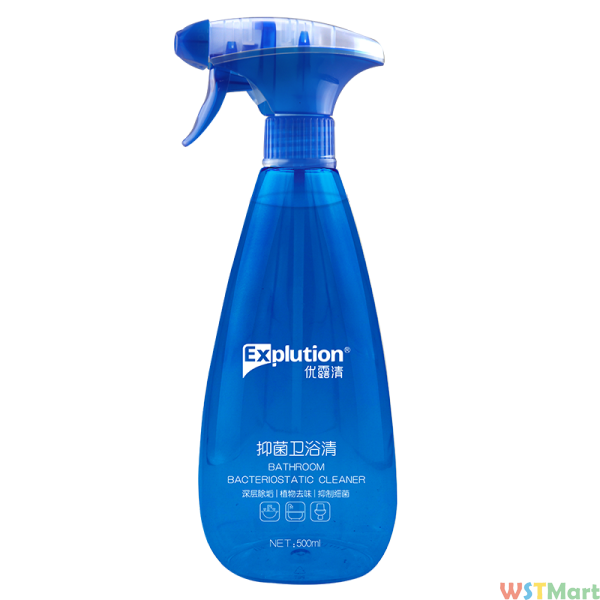 Explution®
优露清
抑菌卫浴清
BATHROOM
BACTERIOSTATIC CLEANER
深层除垢 | 植物去味 | 抑制细菌
NET:500ml
WSTMart